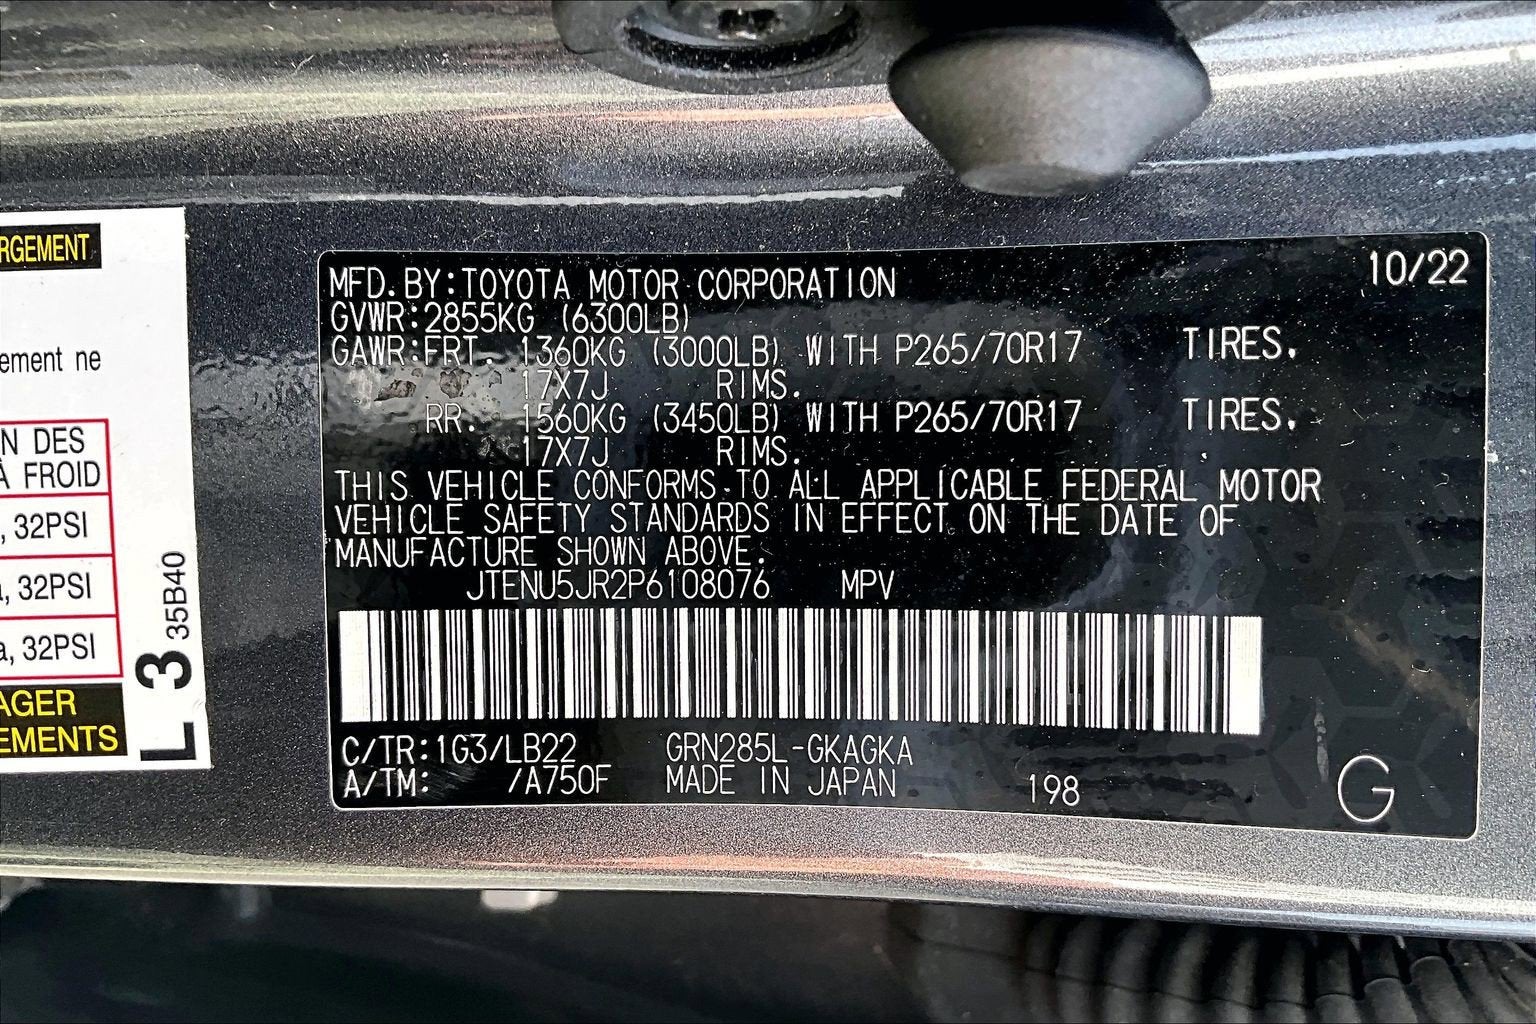 RGEMENT
ement ne
N DES
À FROID
, 32PSI
, 32PSI
a, 32PSI
AGER
EMENTS
L 3 35B40
10/22
MFD.BY:TOYOTA MOTOR CORPORATION
GVWR:2855KG (6300LB)
GAWR:FRT. 1360KG (3000LB) WITH P265/70R17 TIRES.
17X7J RIMS.
RR. 1560KG (3450LB) WITH P265/70R17 TIRES.
17X7J RIMS.
THIS VEHICLE CONFORMS TO ALL APPLICABLE FEDERAL MOTOR
VEHICLE SAFETY STANDARDS IN EFFECT ON THE DATE OF
MANUFACTURE SHOWN ABOVE.
JTENU5JR2P6108076 MPV
C/TR:1G3/LB22 GRN285L-GKAGKA
A/TM: /A750F MADE IN JAPAN 198 G